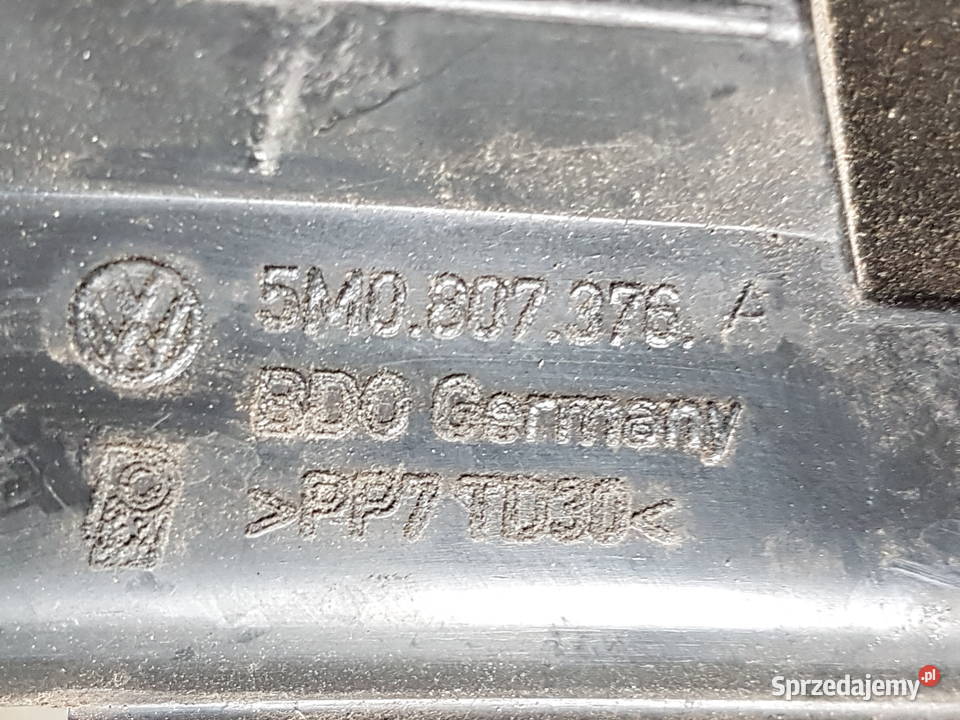 5M0.807.376. A
BDO Germany
>PP7 TD30<
Sprzedajemy.pl